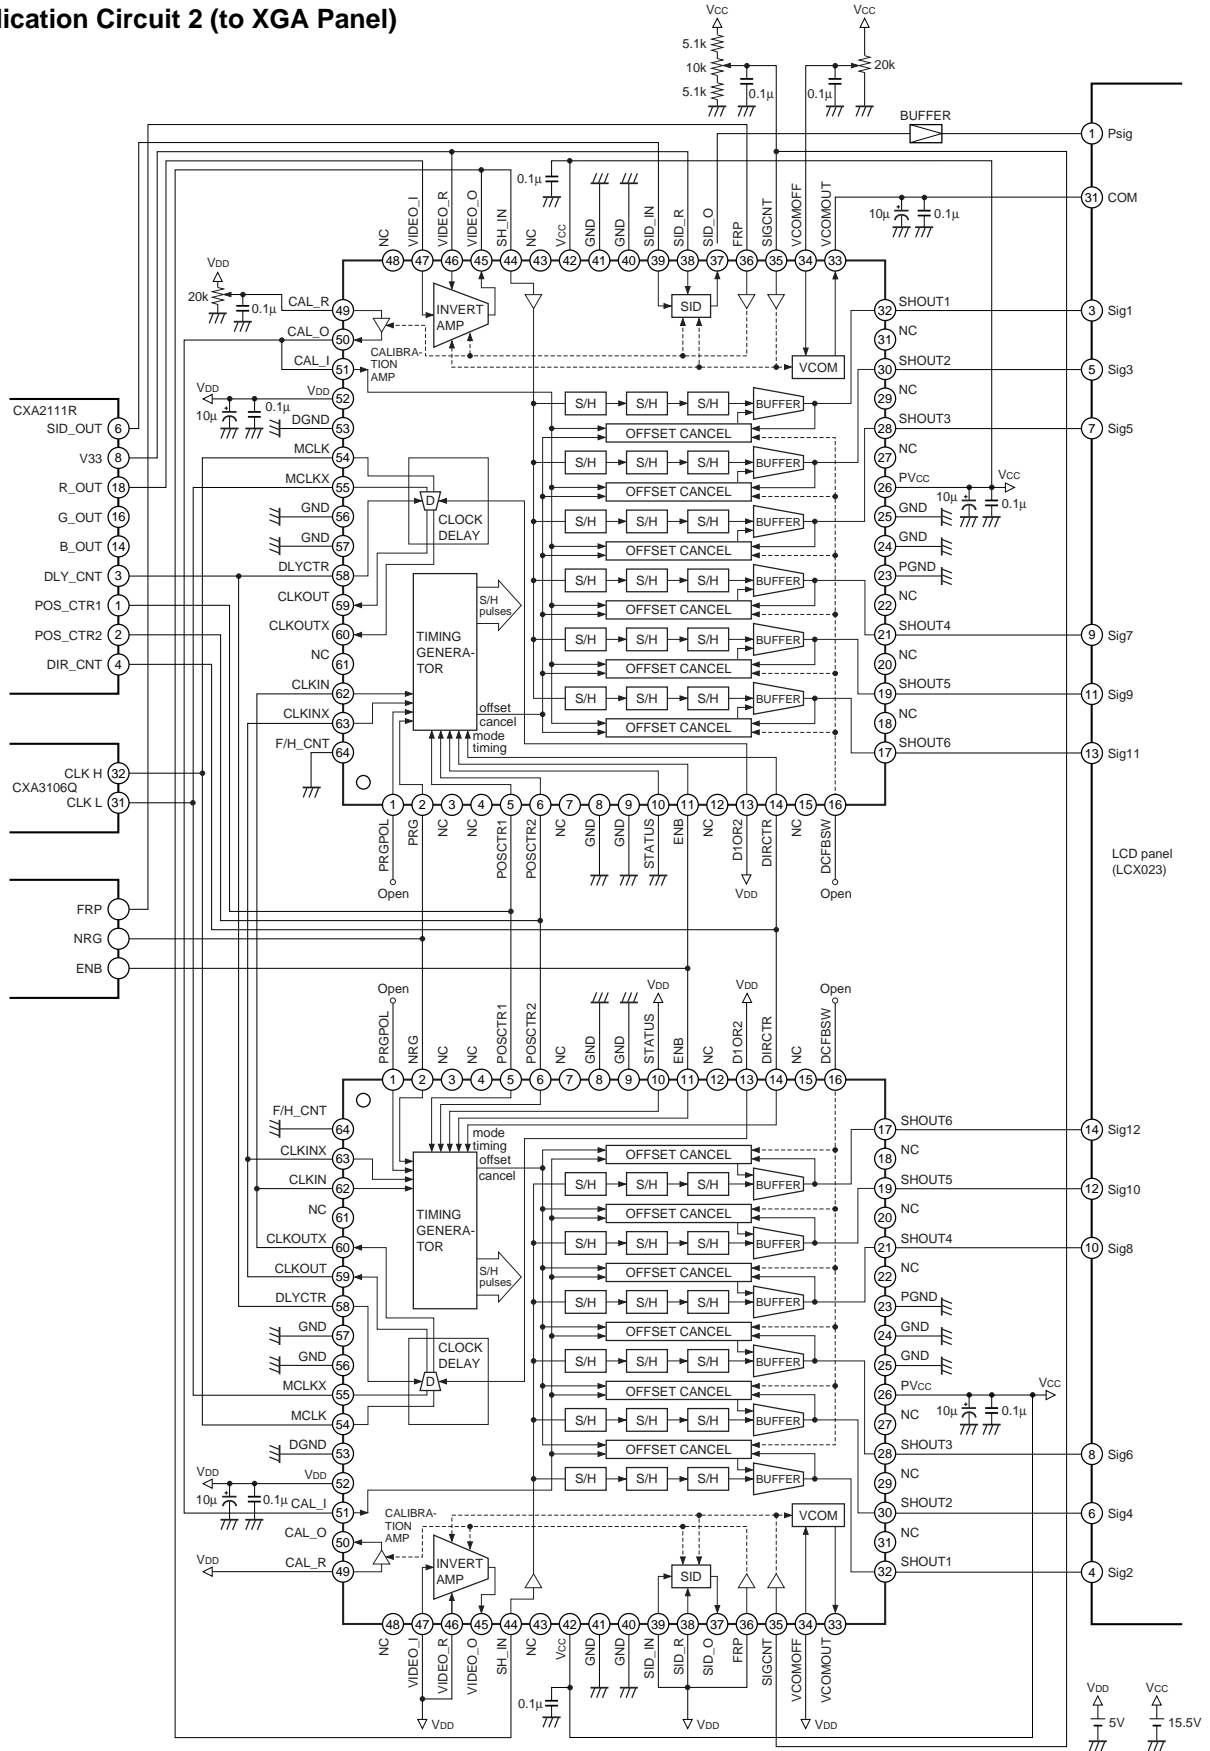 lication Circuit 2 (to XGA Panel)
Vcc
Vcc
5.1k
10k
5.1k
0.1μ
0.1μ
20k
BUFFER
1 Psig
31 COM
10μ
0.1μ
0.1μ
NC
VIDEO_I
VIDEO_R
VIDEO_O
SH_IN
NC
Vcc
GND
GND
SID_IN
SID_R
SID_O
FRP
SIGCNT
VCOMOFF
VCOMOUT
48 47 46 45 44 43 42 41 40 39 38 37 36 35 34 33
VDD
20k
0.1μ
CAL_R 49
CAL_O 50
CAL_I 51
VDD
VDD 52
10μ
0.1μ
DGND 53
MCLK 54
MCLKX 55
GND 56
GND 57
DLYCTR 58
CLKOUT 59
CLKOUTX 60
NC 61
CLKIN 62
CLKINX 63
F/H_CNT 64
INVERT
AMP
CALIBRA-
TION
AMP
SID
VCOM
D
CLOCK
DELAY
TIMING
GENERA-
TOR
S/H
pulses
offset
cancel
mode
timing
S/H S/H S/H BUFFER
OFFSET CANCEL
S/H S/H S/H BUFFER
OFFSET CANCEL
S/H S/H S/H BUFFER
OFFSET CANCEL
S/H S/H S/H BUFFER
OFFSET CANCEL
S/H S/H S/H BUFFER
OFFSET CANCEL
S/H S/H S/H BUFFER
OFFSET CANCEL
32 SHOUT1
31 NC
30 SHOUT2
29 NC
28 SHOUT3
27 NC
26 PVcc
Vcc
10μ
0.1μ
25 GND
24 GND
23 PGND
22 NC
21 SHOUT4
20 NC
19 SHOUT5
18 NC
17 SHOUT6
3 Sig1
5 Sig3
7 Sig5
9 Sig7
11 Sig9
13 Sig11
CXA2111R
SID_OUT 6
V33 8
R_OUT 18
G_OUT 16
B_OUT 14
DLY_CNT 3
POS_CTR1 1
POS_CTR2 2
DIR_CNT 4
CLK H 32
CXA3106Q
CLK L 31
FRP
NRG
ENB
1 2 3 4 5 6 7 8 9 10 11 12 13 14 15 16
PRGPOL
PRG
NC
NC
POSCTR1
POSCTR2
NC
GND
GND
STATUS
ENB
NC
D1OR2
DIRCTR
NC
DCFBSW
Open
VDD
Open
LCD panel
(LCX023)
Open
VDD
VDD
Open
PRGPOL
NRG
NC
NC
POSCTR1
POSCTR2
NC
GND
GND
STATUS
ENB
NC
D1OR2
DIRCTR
NC
DCFBSW
1 2 3 4 5 6 7 8 9 10 11 12 13 14 15 16
F/H_CNT 64
CLKINX 63
CLKIN 62
NC 61
CLKOUTX 60
CLKOUT 59
DLYCTR 58
GND 57
GND 56
MCLKX 55
MCLK 54
DGND 53
VDD
VDD 52
10μ
0.1μ
CAL_I 51
CAL_O 50
VDD
CAL_R 49
mode
timing
offset
cancel
TIMING
GENERA-
TOR
S/H
pulses
CLOCK
DELAY
D
CALIBRA-
TION
AMP
INVERT
AMP
SID
VCOM
OFFSET CANCEL
S/H S/H S/H BUFFER
OFFSET CANCEL
S/H S/H S/H BUFFER
OFFSET CANCEL
S/H S/H S/H BUFFER
OFFSET CANCEL
S/H S/H S/H BUFFER
OFFSET CANCEL
S/H S/H S/H BUFFER
OFFSET CANCEL
S/H S/H S/H BUFFER
17 SHOUT6
18 NC
19 SHOUT5
20 NC
21 SHOUT4
22 NC
23 PGND
24 GND
25 GND
26 PVcc
Vcc
10μ
0.1μ
27 NC
28 SHOUT3
29 NC
30 SHOUT2
31 NC
32 SHOUT1
14 Sig12
12 Sig10
10 Sig8
8 Sig6
6 Sig4
4 Sig2
48 47 46 45 44 43 42 41 40 39 38 37 36 35 34 33
NC
VIDEO_I
VIDEO_R
VIDEO_O
SH_IN
NC
Vcc
GND
GND
SID_IN
SID_R
SID_O
FRP
SIGCNT
VCOMOFF
VCOMOUT
0.1μ
VDD
VDD
VDD
VDD
5V
Vcc
15.5V